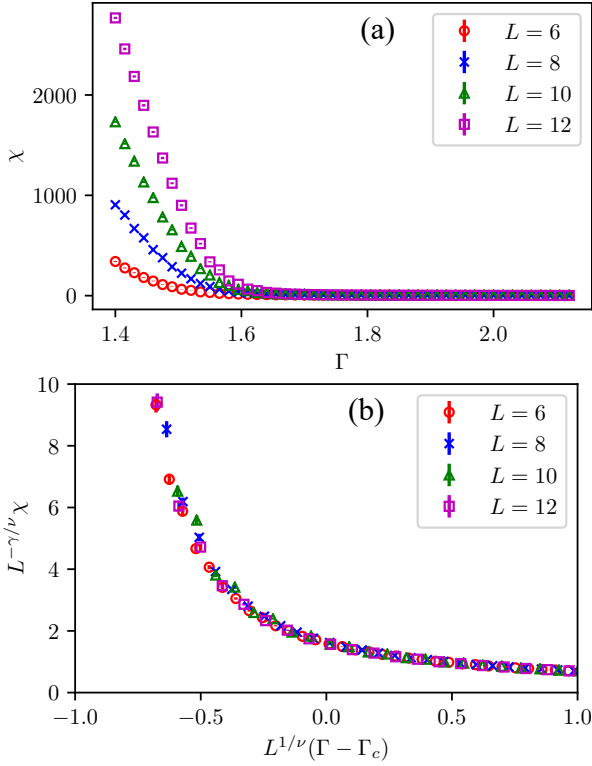 (a)
L = 6
L = 8
L = 10
L = 12
χ
2000
1000
0
1.4 1.6 1.8 2.0
Γ
(b)
L = 6
L = 8
L = 10
L = 12
L^{-γ/ν}χ
10
8
6
4
2
0
−1.0 −0.5 0.0 0.5 1.0
L^{1/ν}(Γ − Γ_c)